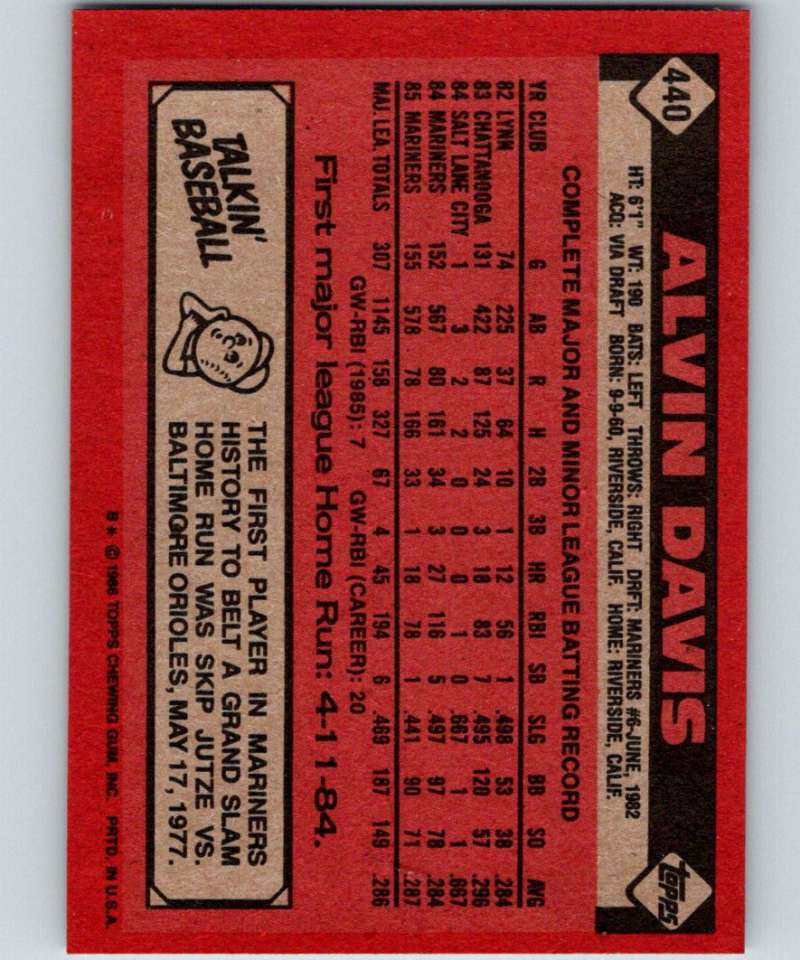 440
ALVIN DAVIS
topps
HT: 6'1" WT: 190 BATS: LEFT THROWS: RIGHT DRFT: MARINERS #6-JUNE, 1982
ACQ: VIA DRAFT BORN: 9-9-60, RIVERSIDE, CALIF. HOME: RIVERSIDE, CALIF.
COMPLETE MAJOR AND MINOR LEAGUE BATTING RECORD
YR CLUB G AB R H 2B 3B HR RBI SB SLG BB SO AVG
82 LYNN 74 225 37 64 10 1 12 56 1 .498 53 38 .284
83 CHATTANOOGA 131 422 87 125 24 3 18 83 7 .495 120 57 .296
84 SALT LAKE CITY 1 3 2 2 0 0 0 1 0 .667 1 1 .667
84 MARINERS 152 567 80 161 34 3 27 116 5 .497 97 78 .284
85 MARINERS 155 578 78 166 33 1 18 78 1 .441 90 71 .287
MAJ. LEA. TOTALS 307 1145 158 327 67 4 45 194 6 .469 187 149 .286
GW-RBI (1985): 7 GW-RBI (CAREER): 20
First major league Home Run: 4-11-84.
TALKIN'
BASEBALL
THE FIRST PLAYER IN MARINERS
HISTORY TO BELT A GRAND SLAM
HOME RUN WAS SKIP JUTZE VS.
BALTIMORE ORIOLES, MAY 17, 1977.
B* © 1986 TOPPS CHEWING GUM, INC. PRTD. IN U.S.A.